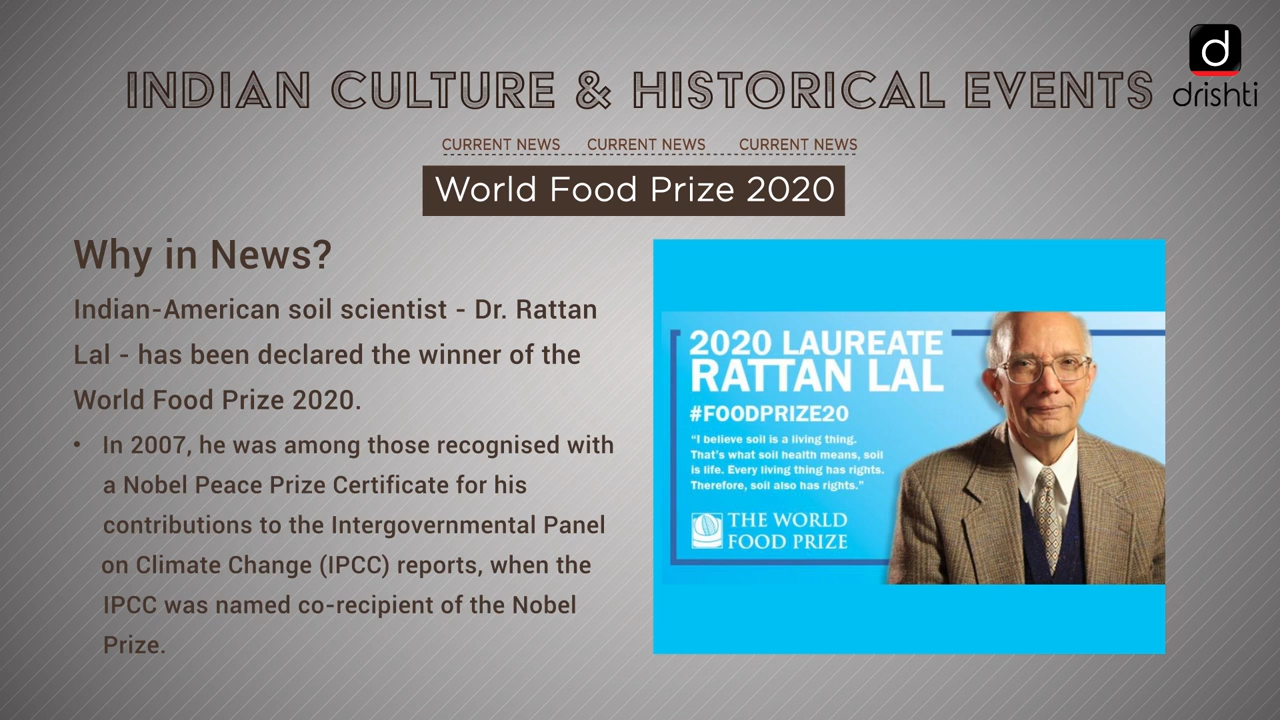 INDIAN CULTURE & HISTORICAL EVENTS
d
drishti
CURRENT NEWS CURRENT NEWS CURRENT NEWS
World Food Prize 2020
Why in News?
Indian-American soil scientist - Dr. Rattan
Lal - has been declared the winner of the
World Food Prize 2020.
• In 2007, he was among those recognised with
a Nobel Peace Prize Certificate for his
contributions to the Intergovernmental Panel
on Climate Change (IPCC) reports, when the
IPCC was named co-recipient of the Nobel
Prize.
2020 LAUREATE
RATTAN LAL
#FOODPRIZE20
“I believe soil is a living thing.
That’s what soil health means, soil
is life. Every living thing has rights.
Therefore, soil also has rights.”
THE WORLD
FOOD PRIZE